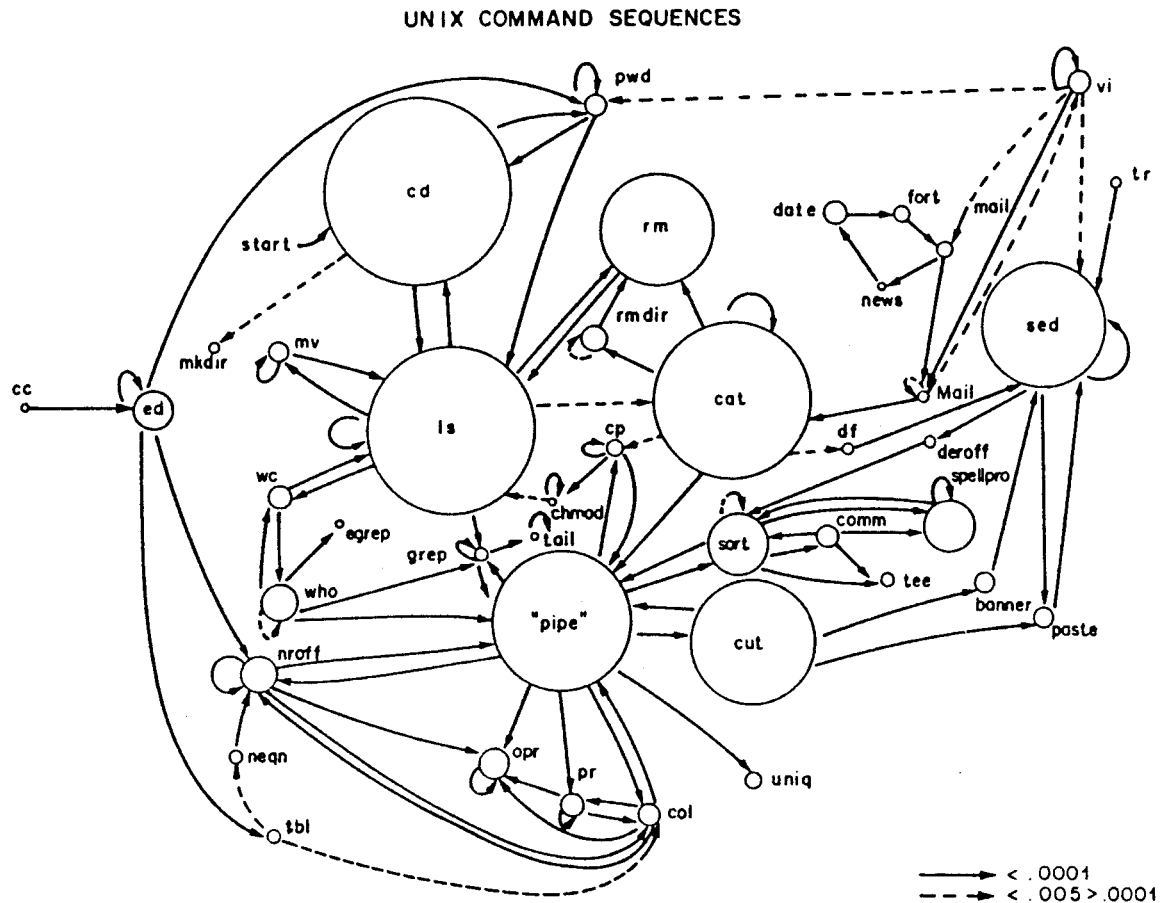 UNIX COMMAND SEQUENCES
pwd
vi
tr
cd
rm
date
fort
mail
start
news
sed
rmdir
mkdir
mv
cc
ed
ls
cat
Mail
cp
df
deroff
wc
chmod
spellpro
egrep
grep
tail
sort
comm
tee
who
"pipe"
cut
banner
paste
nroff
neqn
opr
pr
uniq
col
tbl
< .0001
< .005 > .0001